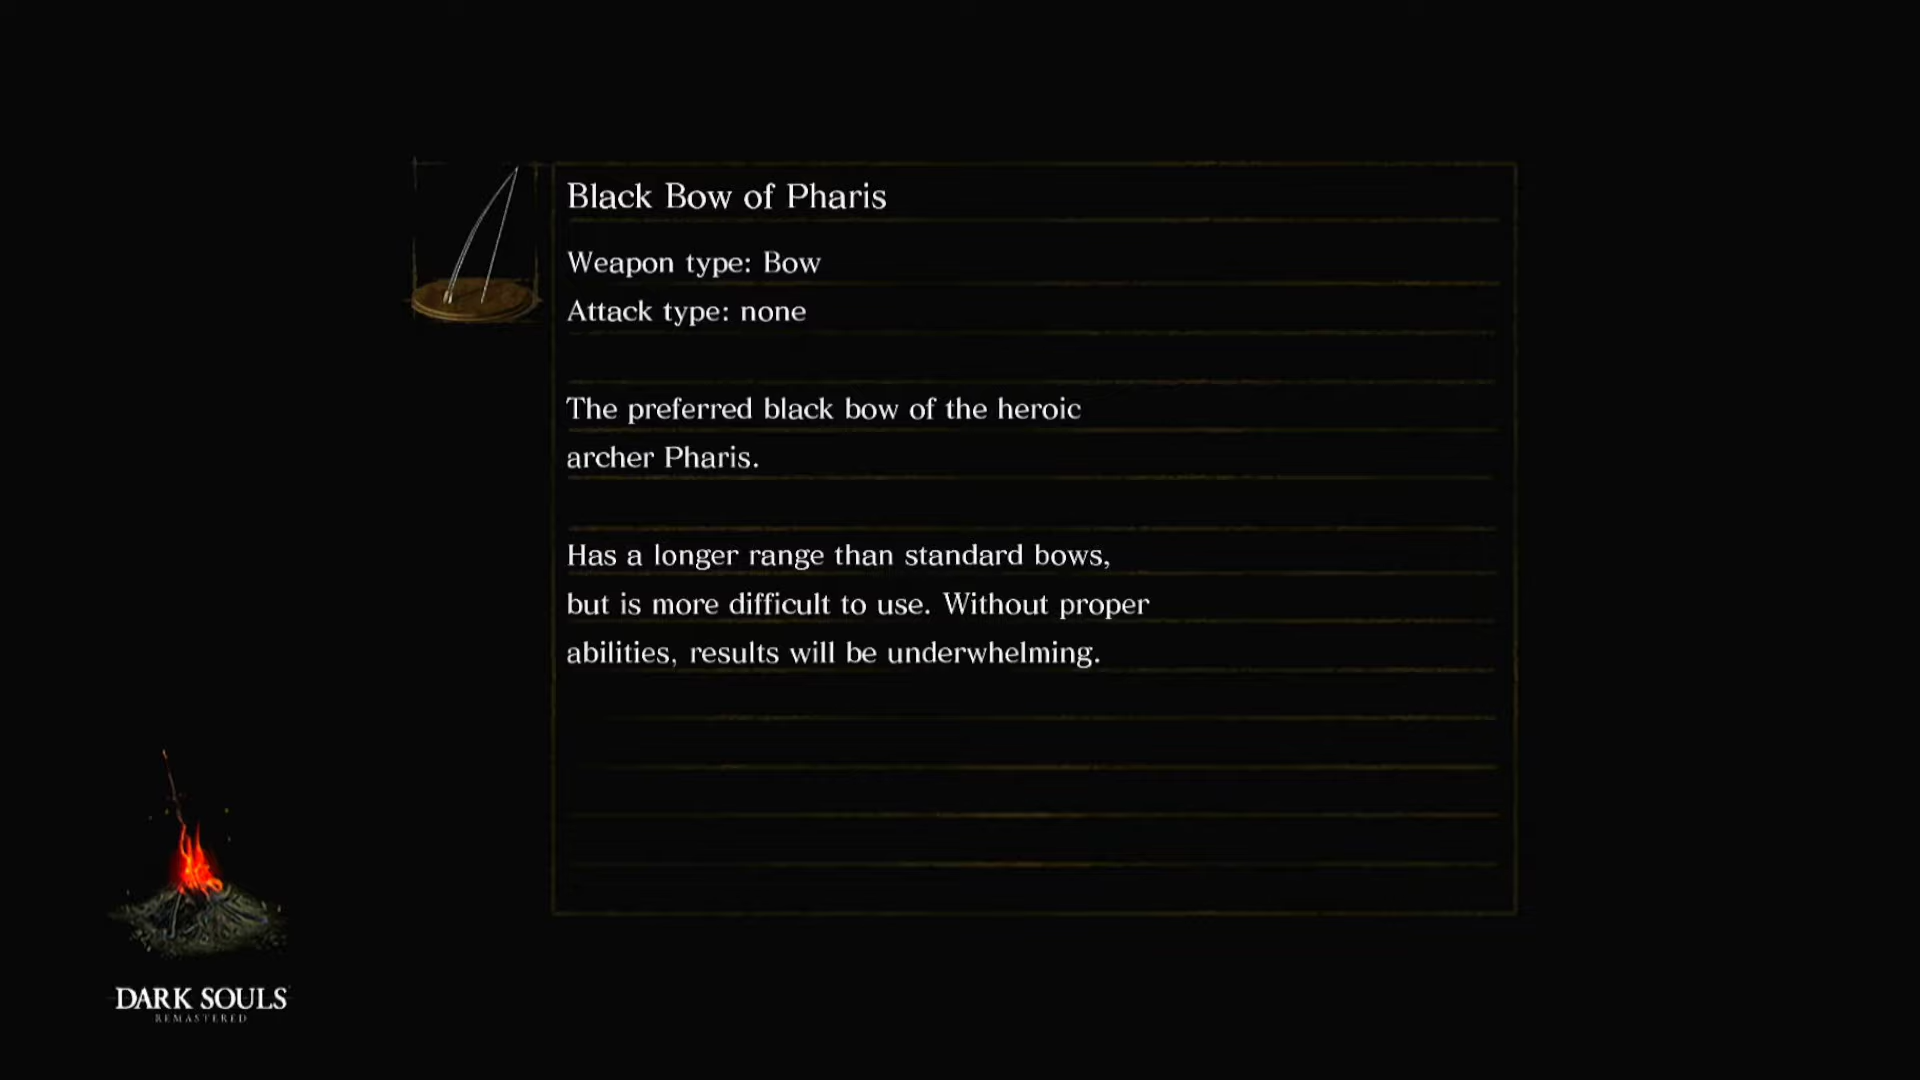 Black Bow of Pharis
Weapon type: Bow
Attack type: none
The preferred black bow of the heroic
archer Pharis.
Has a longer range than standard bows,
but is more difficult to use. Without proper
abilities, results will be underwhelming.
DARK SOULS
REMASTERED